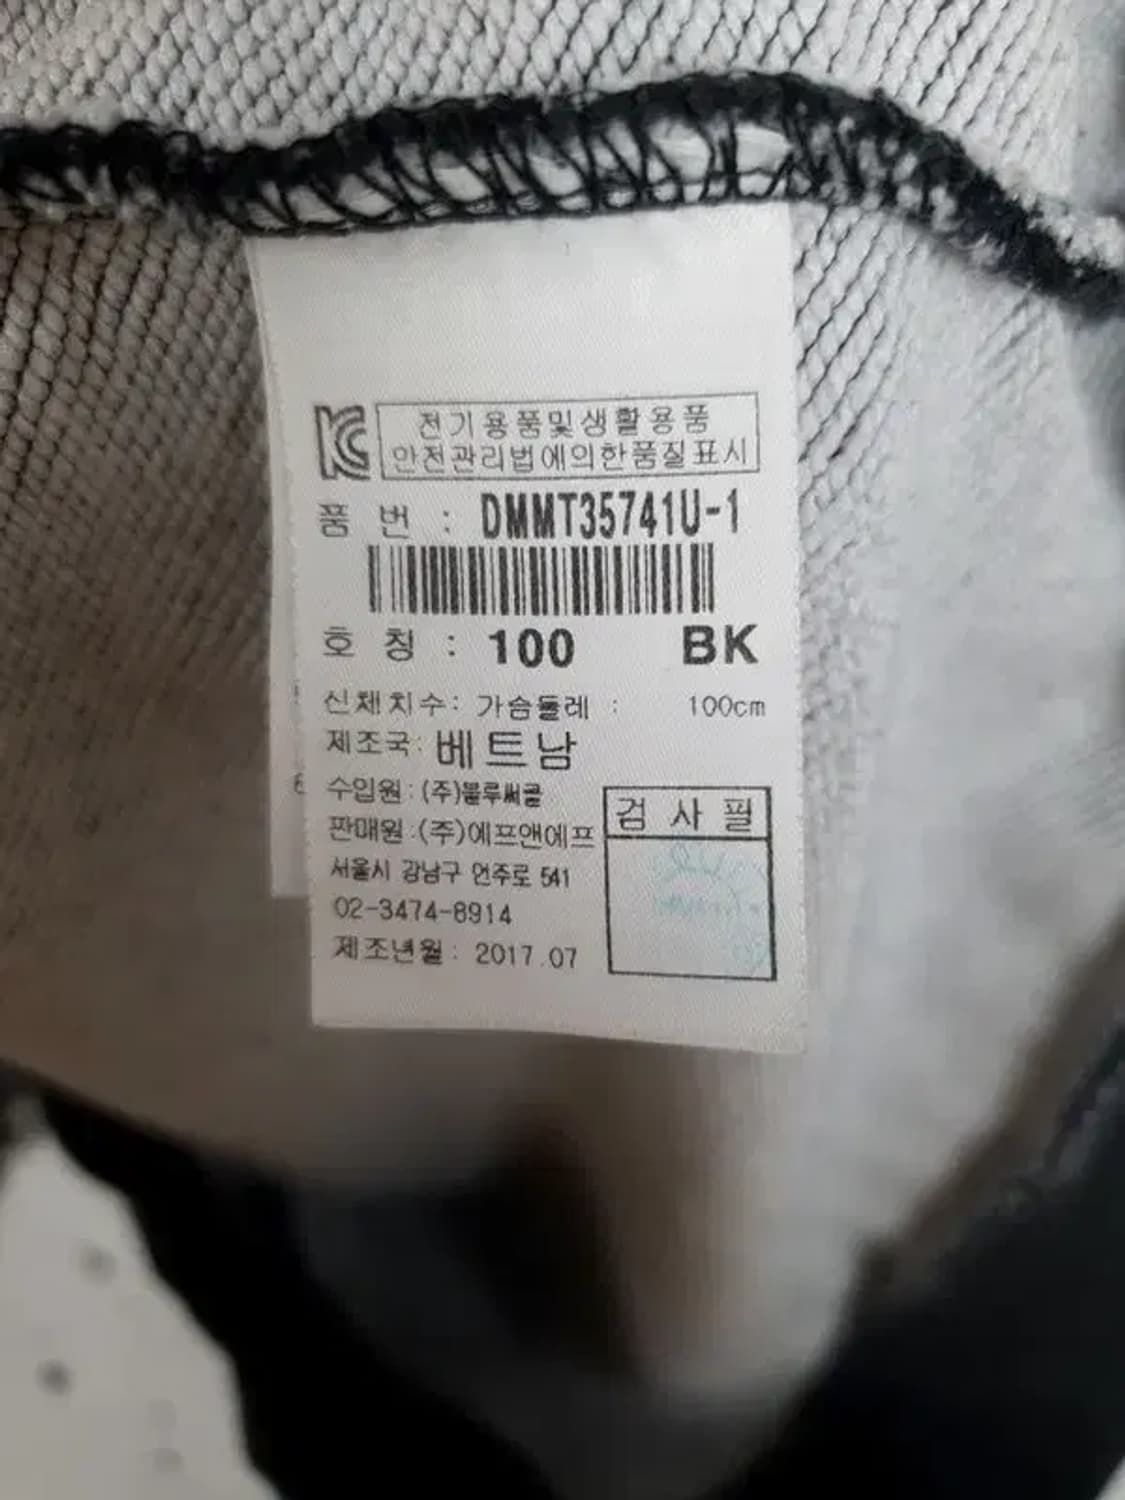 KC
전기용품및생활용품
안전관리법에의한품질표시
품 번 : DMMT35741U-1
호 칭 : 100 BK
신체치수: 가슴둘레 : 100cm
제조국: 베트남
수입원 : (주)블루써클
판매원 : (주)에프앤에프
서울시 강남구 언주로 541
02-3474-8914
제조년월 : 2017.07
검 사 필